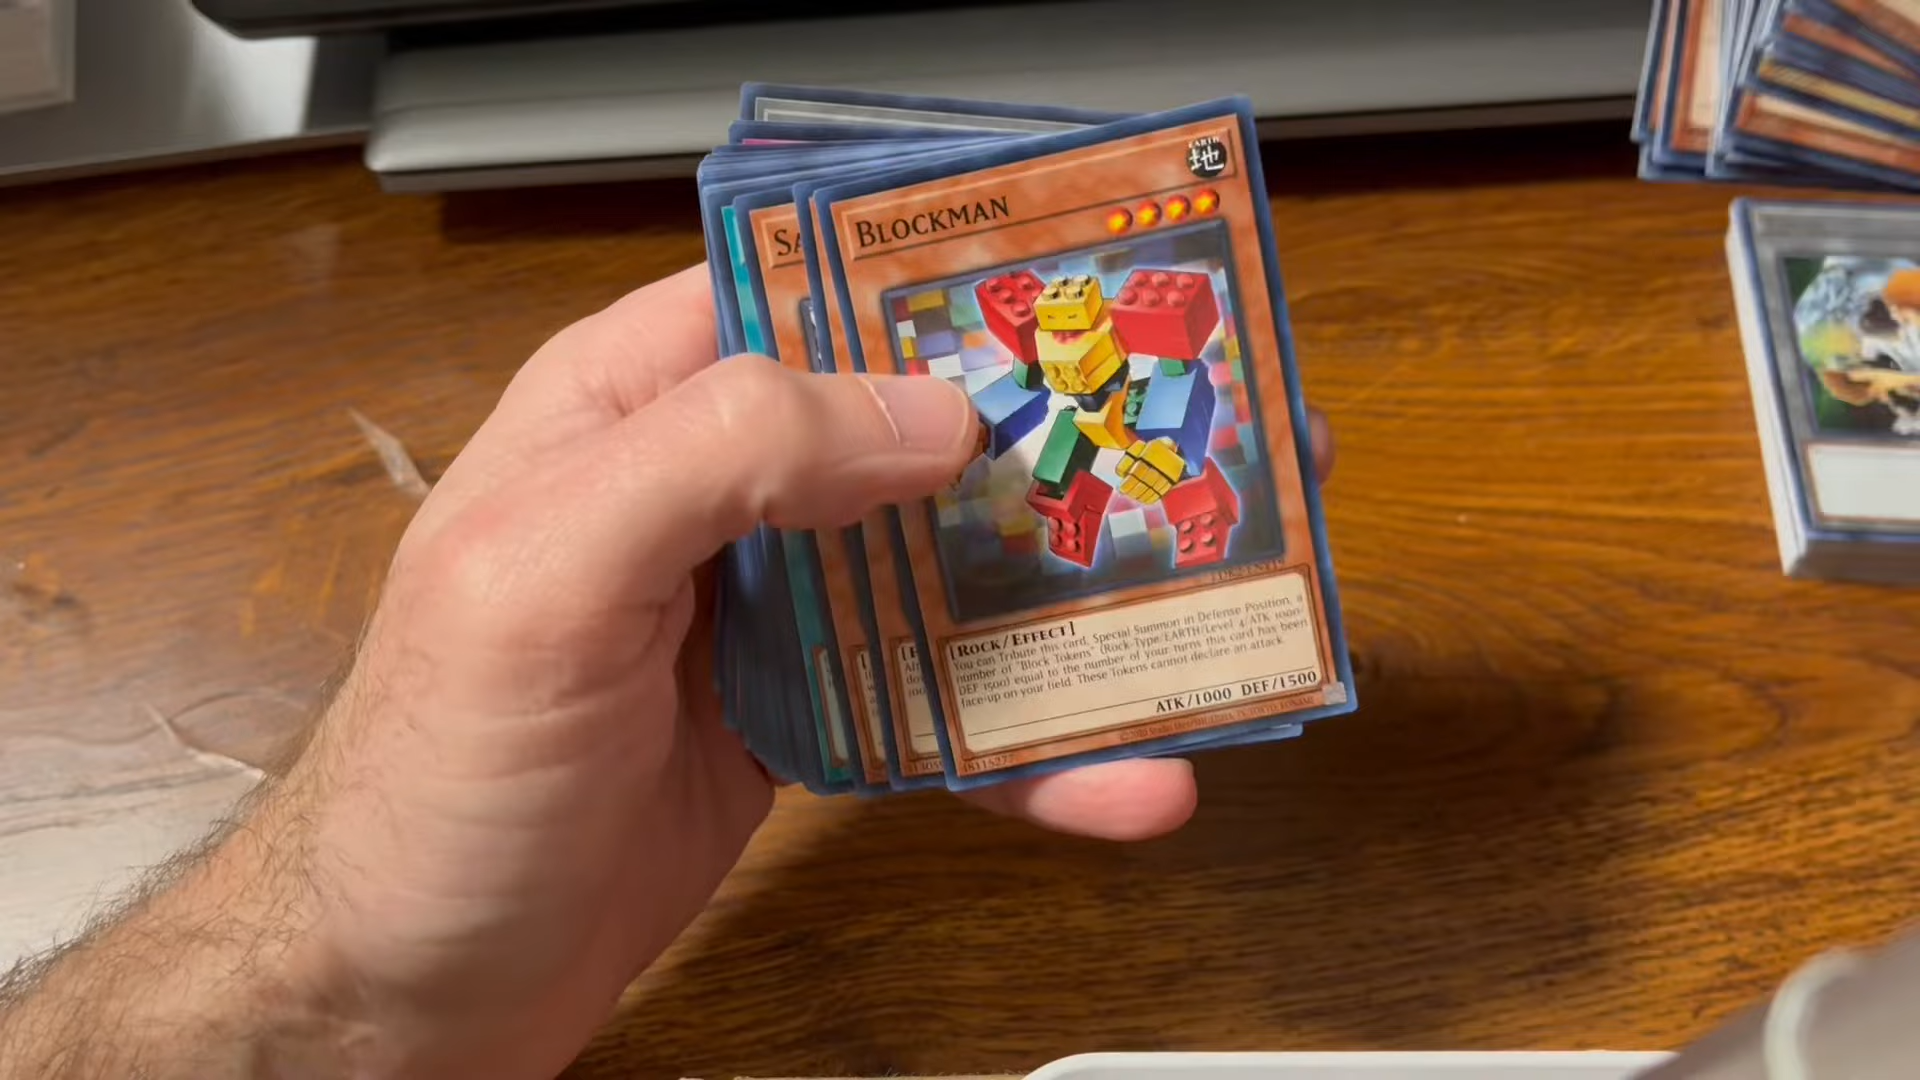 EARTH
地
BLOCKMAN
SA
[ROCK/EFFECT]
You can Tribute this card, Special Summon in Defense Position, a
number of "Block Tokens" (Rock-Type/EARTH/Level 4/ATK 1000/
DEF 1500) equal to the number of your turns this card has been
face-up on your field. These Tokens cannot declare an attack.
ATK/1000 DEF/1500
48115277